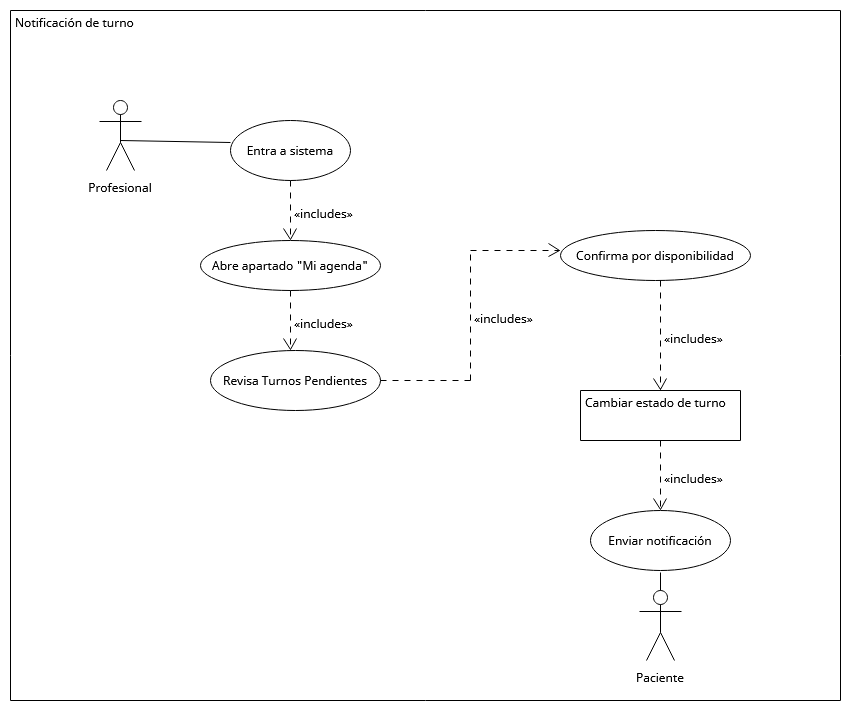 Notificación de turno
Profesional
Entra a sistema
«includes»
Abre apartado "Mi agenda"
«includes»
Revisa Turnos Pendientes
«includes»
Confirma por disponibilidad
«includes»
Cambiar estado de turno
«includes»
Enviar notificación
Paciente